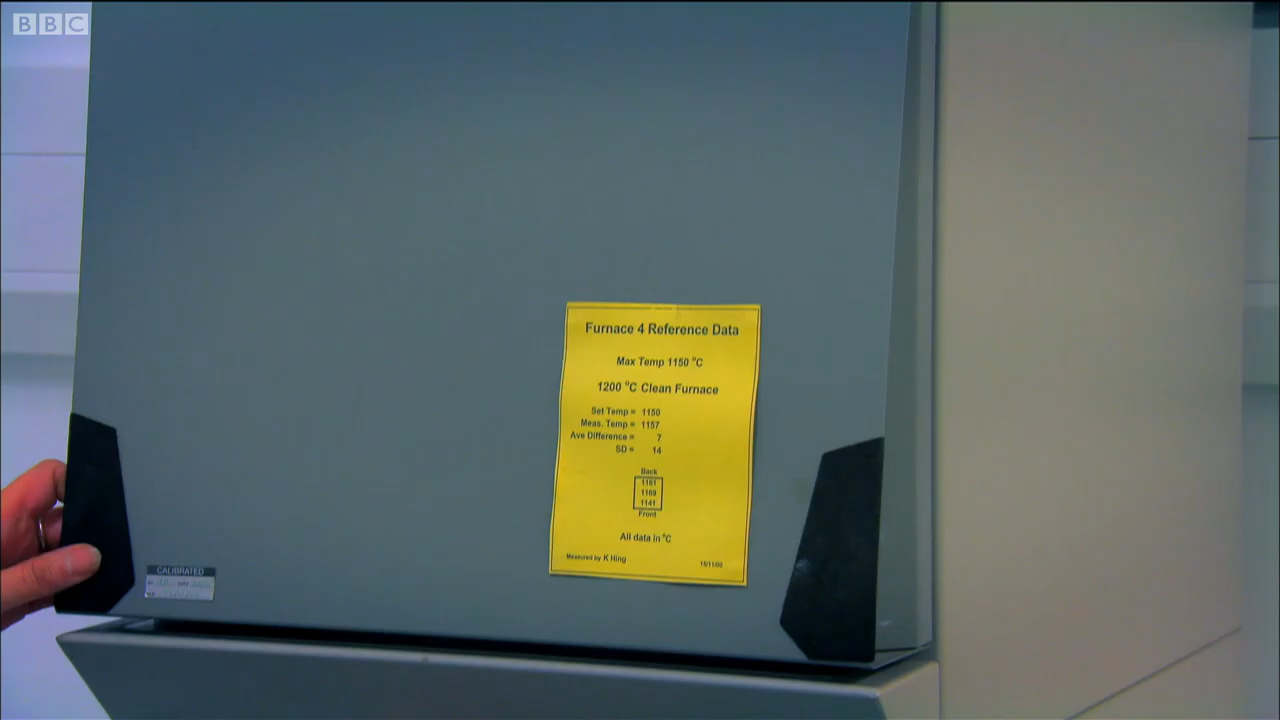 BBC
Furnace 4 Reference Data
Max Temp 1150 °C
1200 °C Clean Furnace
Set Temp = 1150
Meas. Temp = 1157
Ave Difference = 7
SD = 14
Back
1161
1169
1141
Front
All data in °C
Measured by K Hing
CALIBRATED